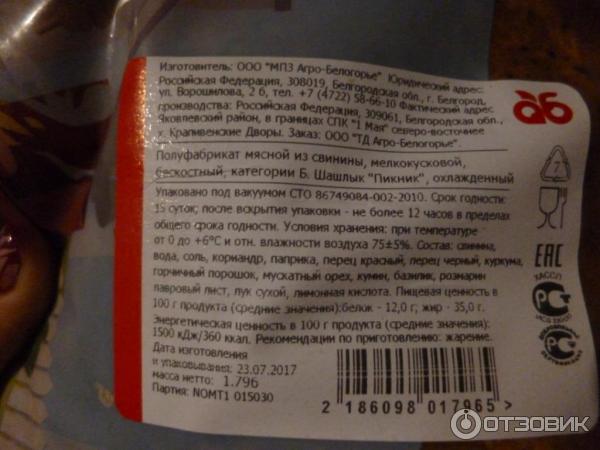 Изготовитель: ООО "МПЗ Агро-Белогорье" Юридический адрес:
Российская Федерация, 308019, Белгородская обл., г. Белгород,
ул. Ворошилова, 2 б, тел. +7 (4722) 58-66-10 Фактический адрес
производства: Российская Федерация, 309061, Белгородская обл.,
Яковлевский район, в границах СПК "1 Мая" северо-восточнее
х. Крапивенские Дворы. Заказ: ООО "ТД Агро-Белогорье".
аб
Полуфабрикат мясной из свинины, мелкокусковой,
бескостный, категории Б. Шашлык "Пикник", охлажденный
7
Упаковано под вакуумом СТО 86749084-002-2010. Срок годности:
15 суток; после вскрытия упаковки - не более 12 часов в пределах
общего срока годности. Условия хранения: при температуре
от 0 до +6°С и отн. влажности воздуха 75±5%. Состав: свинина,
вода, соль, кориандр, паприка, перец красный, перец черный, куркума,
горчичный порошок, мускатный орех, кумин, базилик, розмарин
лавровый лист, лук сухой, лимонная кислота. Пищевая ценность в
100 г продукта (средние значения):белок - 12,0 г; жир - 35,0 г.
Энергетическая ценность в 100 г продукта (средние значения):
1500 кДж/360 ккал. Рекомендации по приготовлению: жарение.
ЕАС
ХАССП
РС
Дата изготовления
и упаковывания: 23.07.2017
масса нетто: 1.796
Партия: NOMT1 015030
2 186098 017965 >
ОТЗОВИК